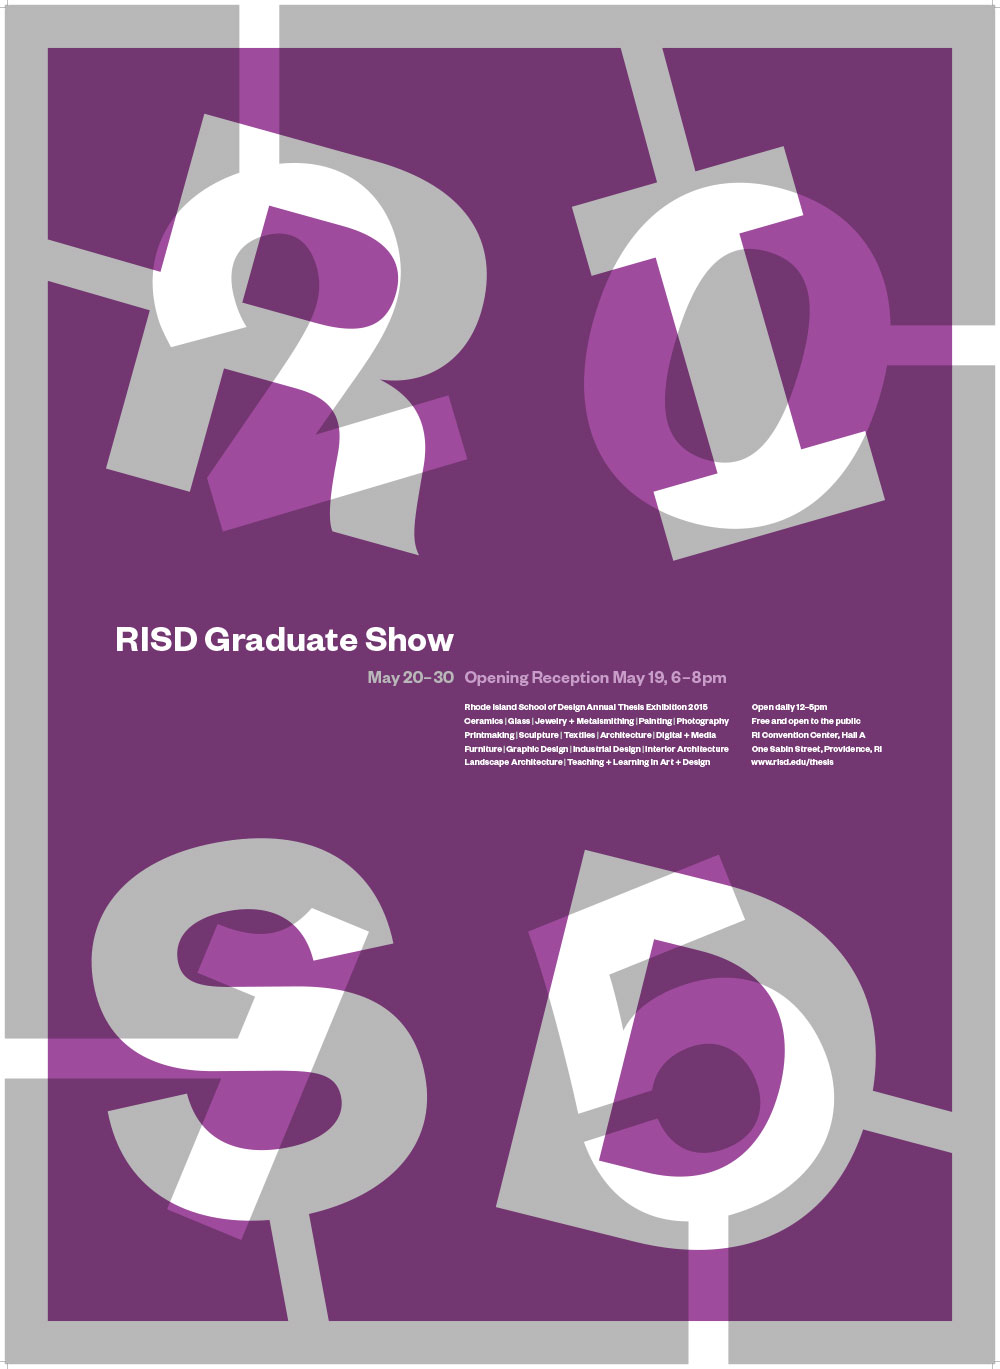 R I
2 0
RISD Graduate Show
May 20–30 Opening Reception May 19, 6–8pm
Rhode Island School of Design Annual Thesis Exhibition 2015
Ceramics | Glass | Jewelry + Metalsmithing | Painting | Photography
Printmaking | Sculpture | Textiles | Architecture | Digital + Media
Furniture | Graphic Design | Industrial Design | Interior Architecture
Landscape Architecture | Teaching + Learning in Art + Design
Open daily 12–5pm
Free and open to the public
RI Convention Center, Hall A
One Sabin Street, Providence, RI
www.risd.edu/thesis
S D
1 5